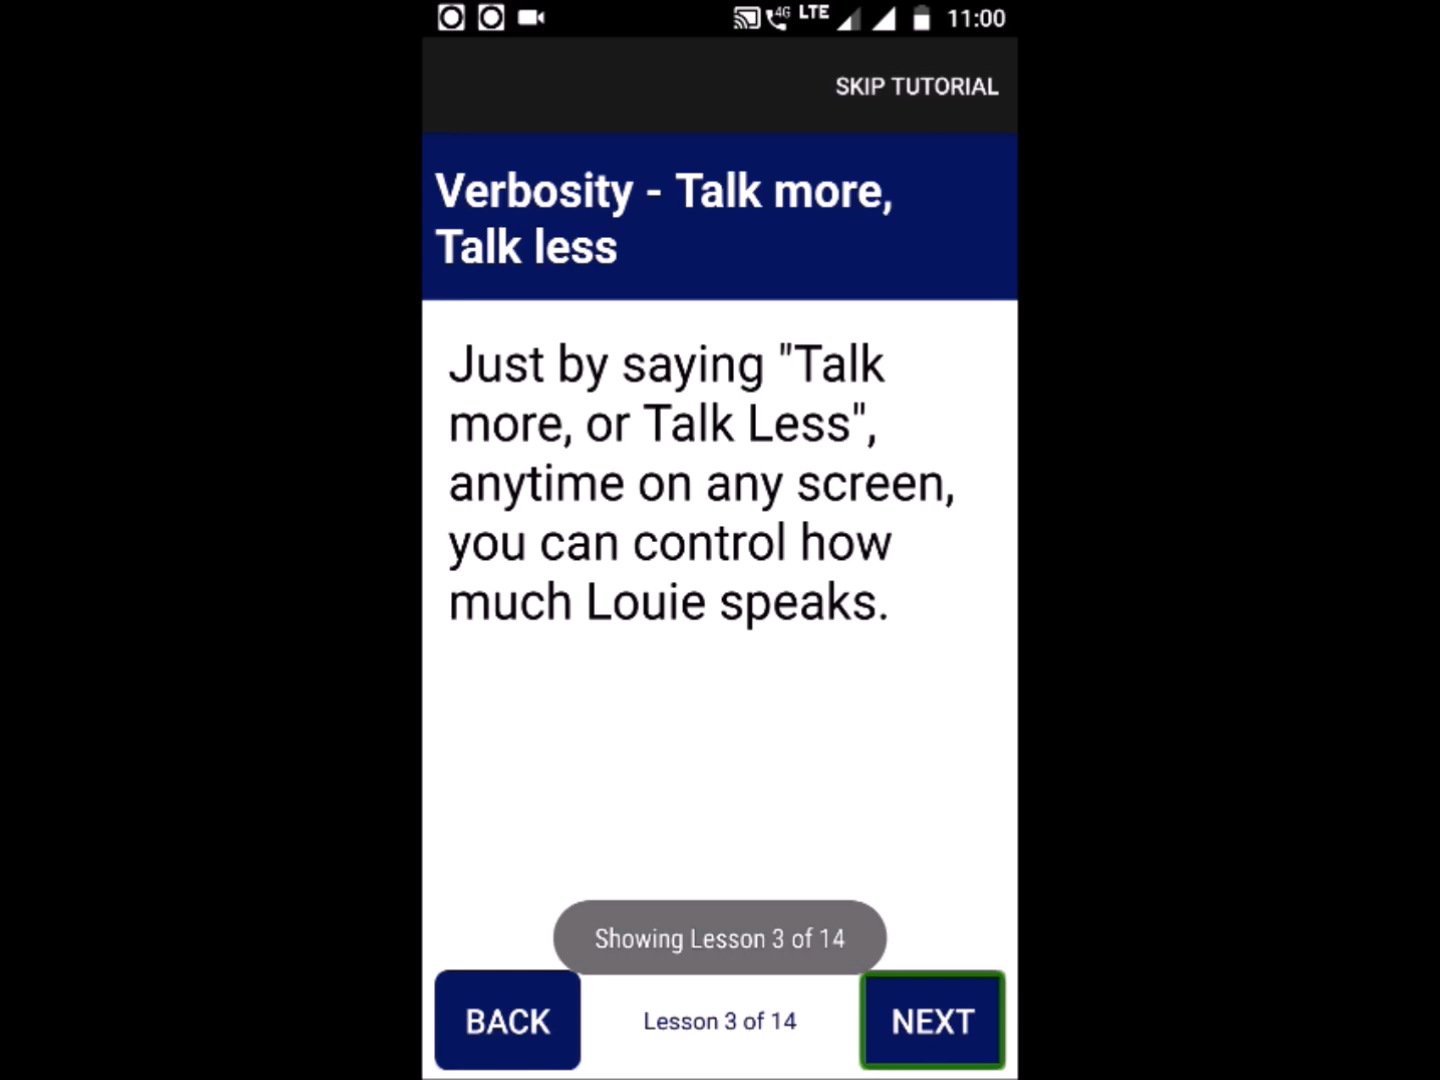 4G LTE 11:00
SKIP TUTORIAL
Verbosity - Talk more,
Talk less
Just by saying "Talk
more, or Talk Less",
anytime on any screen,
you can control how
much Louie speaks.
Showing Lesson 3 of 14
BACK
Lesson 3 of 14
NEXT